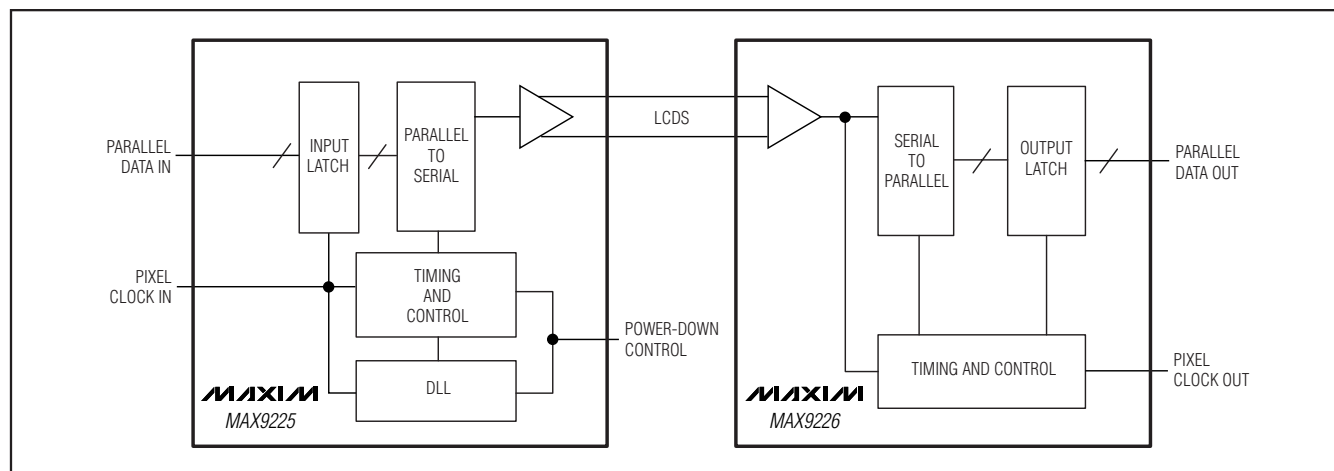 PARALLEL
DATA IN
INPUT
LATCH
PARALLEL
TO
SERIAL
PIXEL
CLOCK IN
TIMING
AND
CONTROL
DLL
POWER-DOWN
CONTROL
MAXIM
MAX9225
LCDS
SERIAL
TO
PARALLEL
OUTPUT
LATCH
PARALLEL
DATA OUT
TIMING AND CONTROL
PIXEL
CLOCK OUT
MAXIM
MAX9226